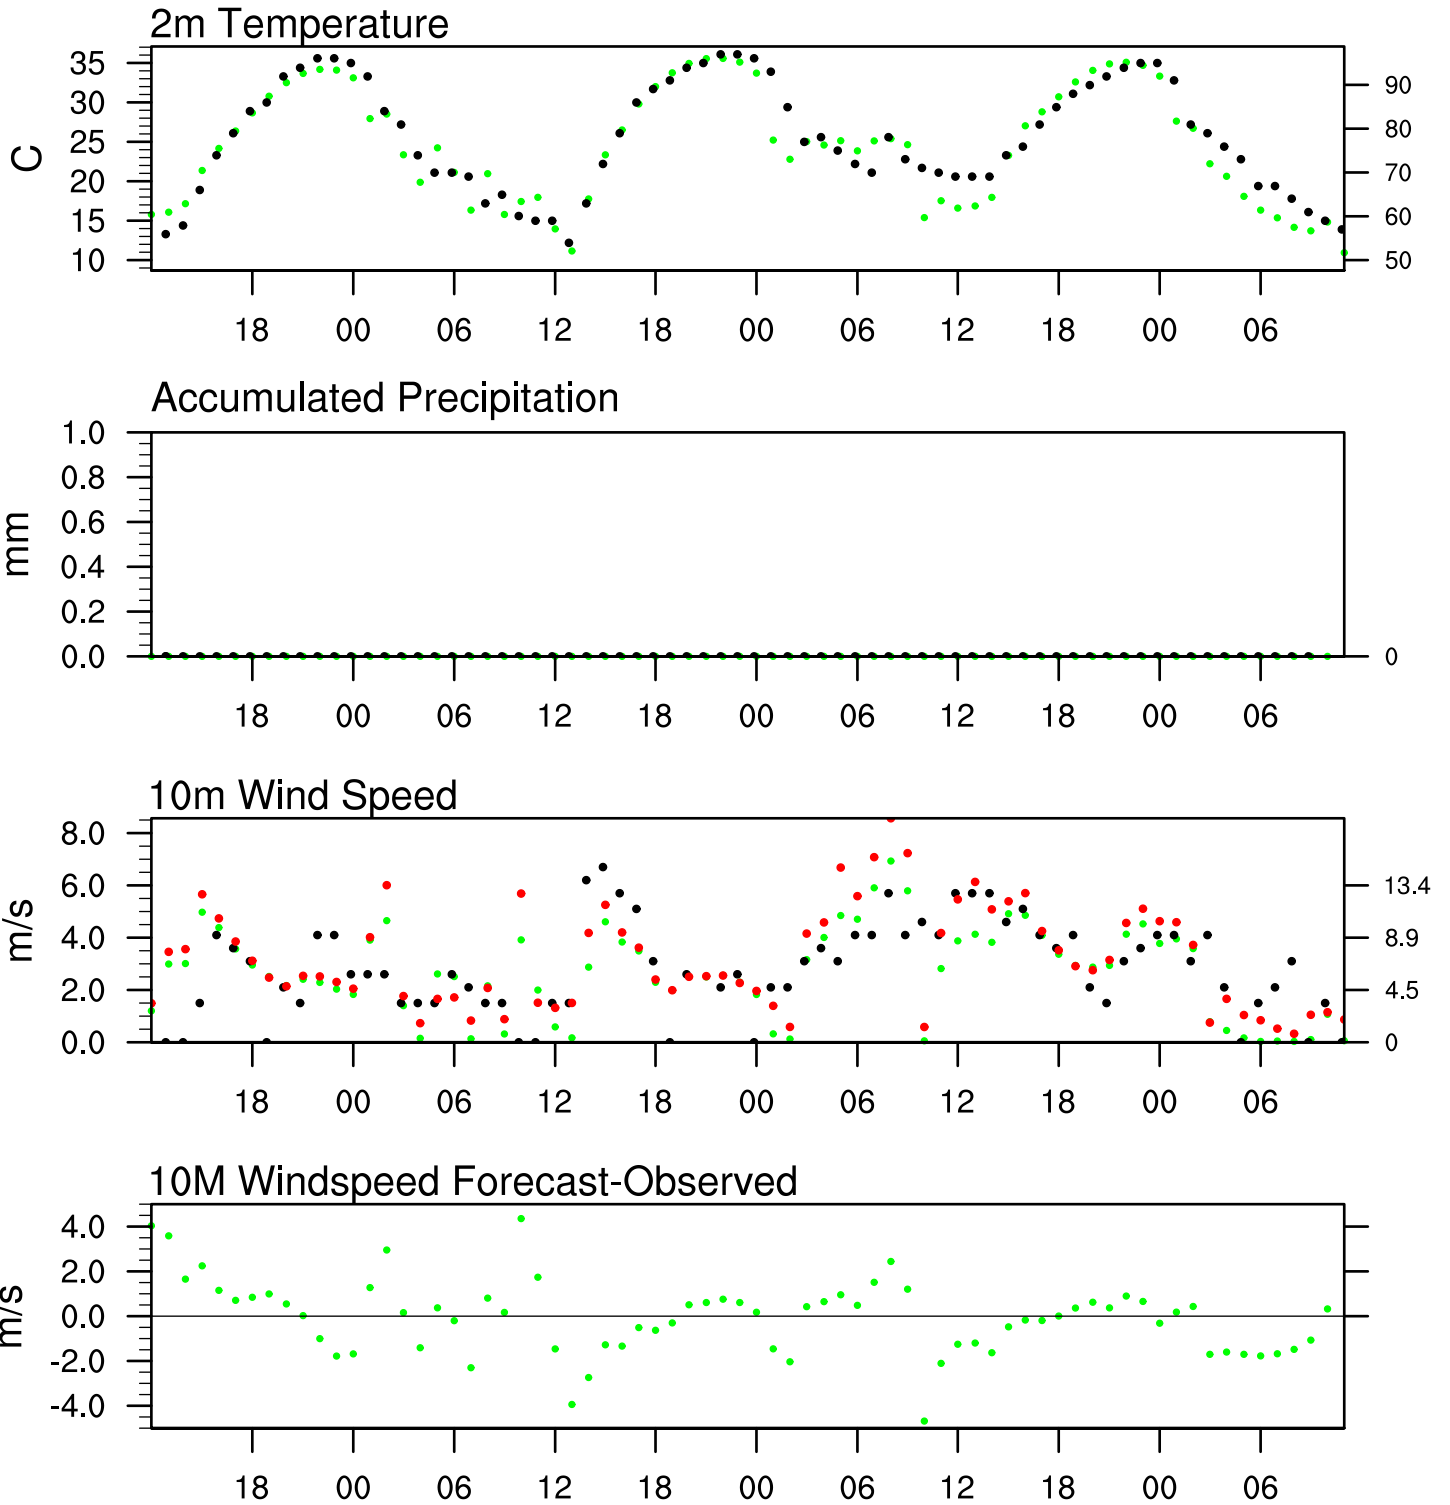 2m Temperature
35
30
25
20
15
10
C
90
80
70
60
50
18 00 06 12 18 00 06 12 18 00 06
Accumulated Precipitation
1.0
0.8
0.6
0.4
0.2
0.0
mm
0
18 00 06 12 18 00 06 12 18 00 06
10m Wind Speed
8.0
6.0
4.0
2.0
0.0
m/s
13.4
8.9
4.5
0
18 00 06 12 18 00 06 12 18 00 06
10M Windspeed Forecast-Observed
4.0
2.0
0.0
-2.0
-4.0
m/s
18 00 06 12 18 00 06 12 18 00 06